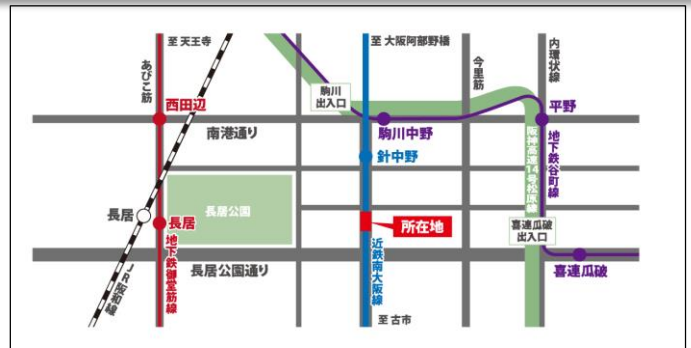 至 天王寺
至 大阪阿部野橋
内環状線
あびこ筋
今里筋
駒川
出入口
西田辺
平野
南港通り
駒川中野
針中野
阪神高速14号松原線
地下鉄谷町線
長居公園
長居
長居
所在地
喜連瓜破
出入口
地下鉄御堂筋線
近鉄南大阪線
長居公園通り
喜連瓜破
JR阪和線
至 古市